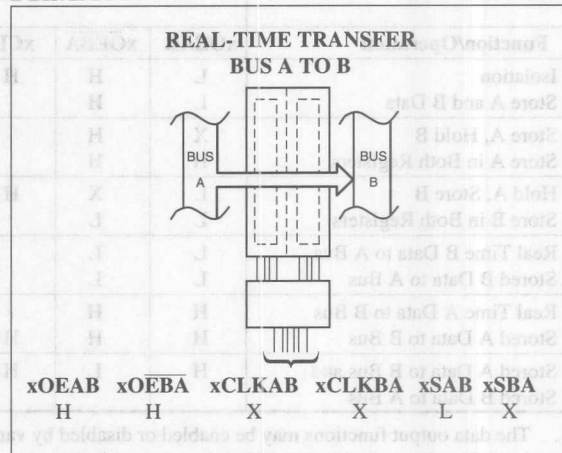 REAL-TIME TRANSFER
BUS A TO B
BUS
A
BUS
B
xOEAB xOEBA xCLKAB xCLKBA xSAB xSBA
H H X X L X